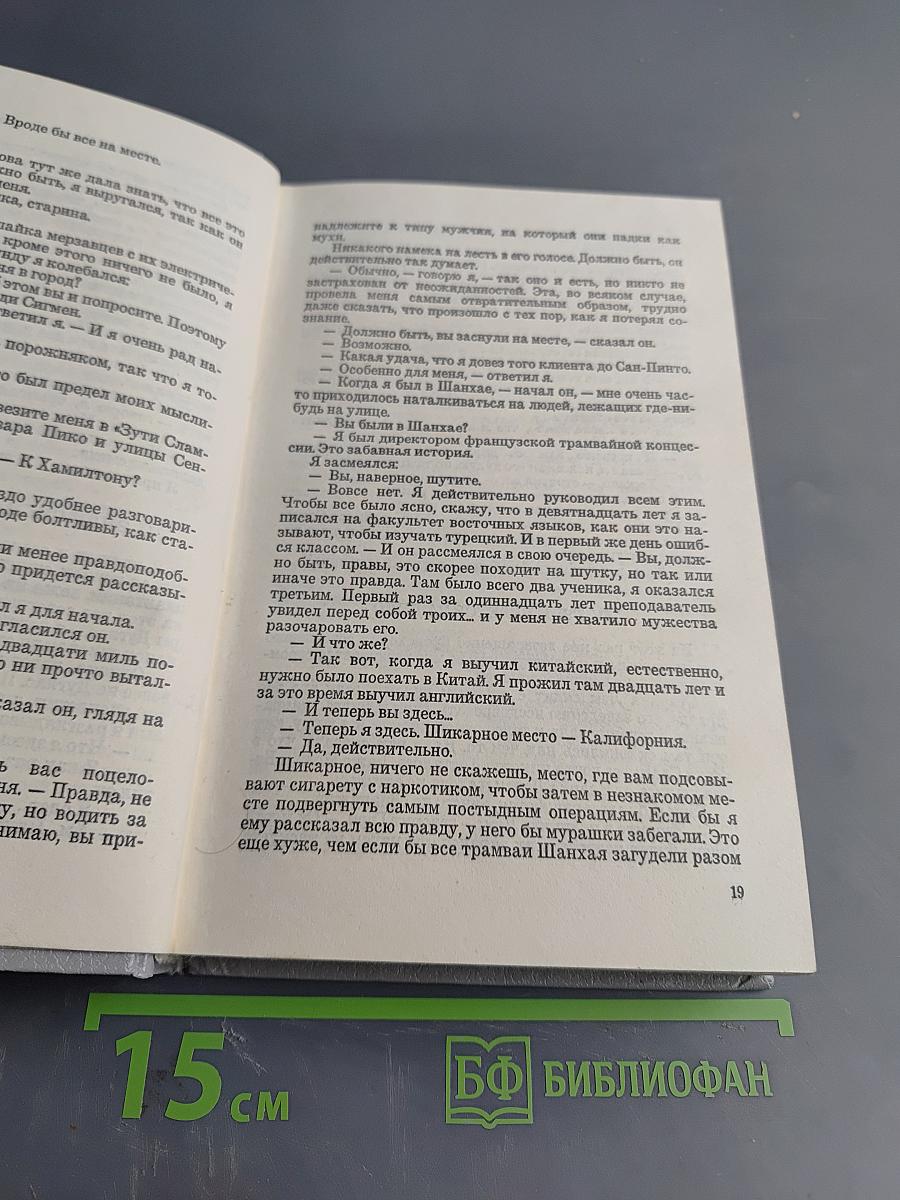 Вроде бы все на месте.
ова тут же дала знать, что все это
жно быть, я выругался, так как он
меня.
ка, старина.
шайка мерзавцев с их электриче-
кроме этого ничего не было, а
унду я колебался:
ня в город?
этом вы и попросите. Поэтому
ди Ситмен.
тветил я. — И я очень рад на-
порожняком, так что я то-
о был предел моих мысли-
везите меня в «Зути Слам-
вара Пико и улицы Сен-
— К Хамилтону?
здо удобнее разговари-
роде болтливы, как ста-
и менее правдоподоб-
о придется рассказы-
л я для начала.
гласился он.
двадцати миль по-
о ни прочто вытал-
казал он, глядя на
ь вас поцело-
ня. — Правда, не
у, но водить за
нимаю, вы при-
надлежите к типу мужчин, на который они падки как
мухи.
Никакого намека на лесть в его голосе. Должно быть, он
действительно так думает.
— Обычно, — говорю я, — так оно и есть, но никто не
застрахован от неожиданностей. Эта, во всяком случае,
провела меня самым отвратительным образом, трудно
даже сказать, что произошло с тех пор, как я потерял со-
знание.
— Должно быть, вы заснули на месте, — сказал он.
— Возможно.
— Какая удача, что я довез того клиента до Сан-Пинто.
— Особенно для меня, — ответил я.
— Когда я был в Шанхае, — начал он, — мне очень час-
то приходилось наталкиваться на людей, лежащих где-ни-
будь на улице.
— Вы были в Шанхае?
— Я был директором французской трамвайной концес-
сии. Это забавная история.
Я засмеялся:
— Вы, наверное, шутите.
— Вовсе нет. Я действительно руководил всем этим.
Чтобы все было ясно, скажу, что в девятнадцать лет я за-
писался на факультет восточных языков, как они это на-
зывают, чтобы изучать турецкий. И в первый же день ошиб-
ся классом. — И он рассмеялся в свою очередь. — Вы, долж-
но быть, правы, это скорее походит на шутку, но так или
иначе это правда. Там было всего два ученика, я оказался
третьим. Первый раз за одиннадцать лет преподаватель
увидел перед собой троих... и у меня не хватило мужества
разочаровать его.
— И что же?
— Так вот, когда я выучил китайский, естественно,
нужно было поехать в Китай. Я прожил там двадцать лет и
за это время выучил английский.
— И теперь вы здесь...
— Теперь я здесь. Шикарное место — Калифорния.
— Да, действительно.
Шикарное, ничего не скажешь, место, где вам подсовы-
вают сигарету с наркотиком, чтобы затем в незнакомом ме-
сте подвергнуть самым постыдным операциям. Если бы я
ему рассказал всю правду, у него бы мурашки забегали. Это
еще хуже, чем если бы все трамваи Шанхая загудели разом
19
15 см
БФ БИБЛИОФАН